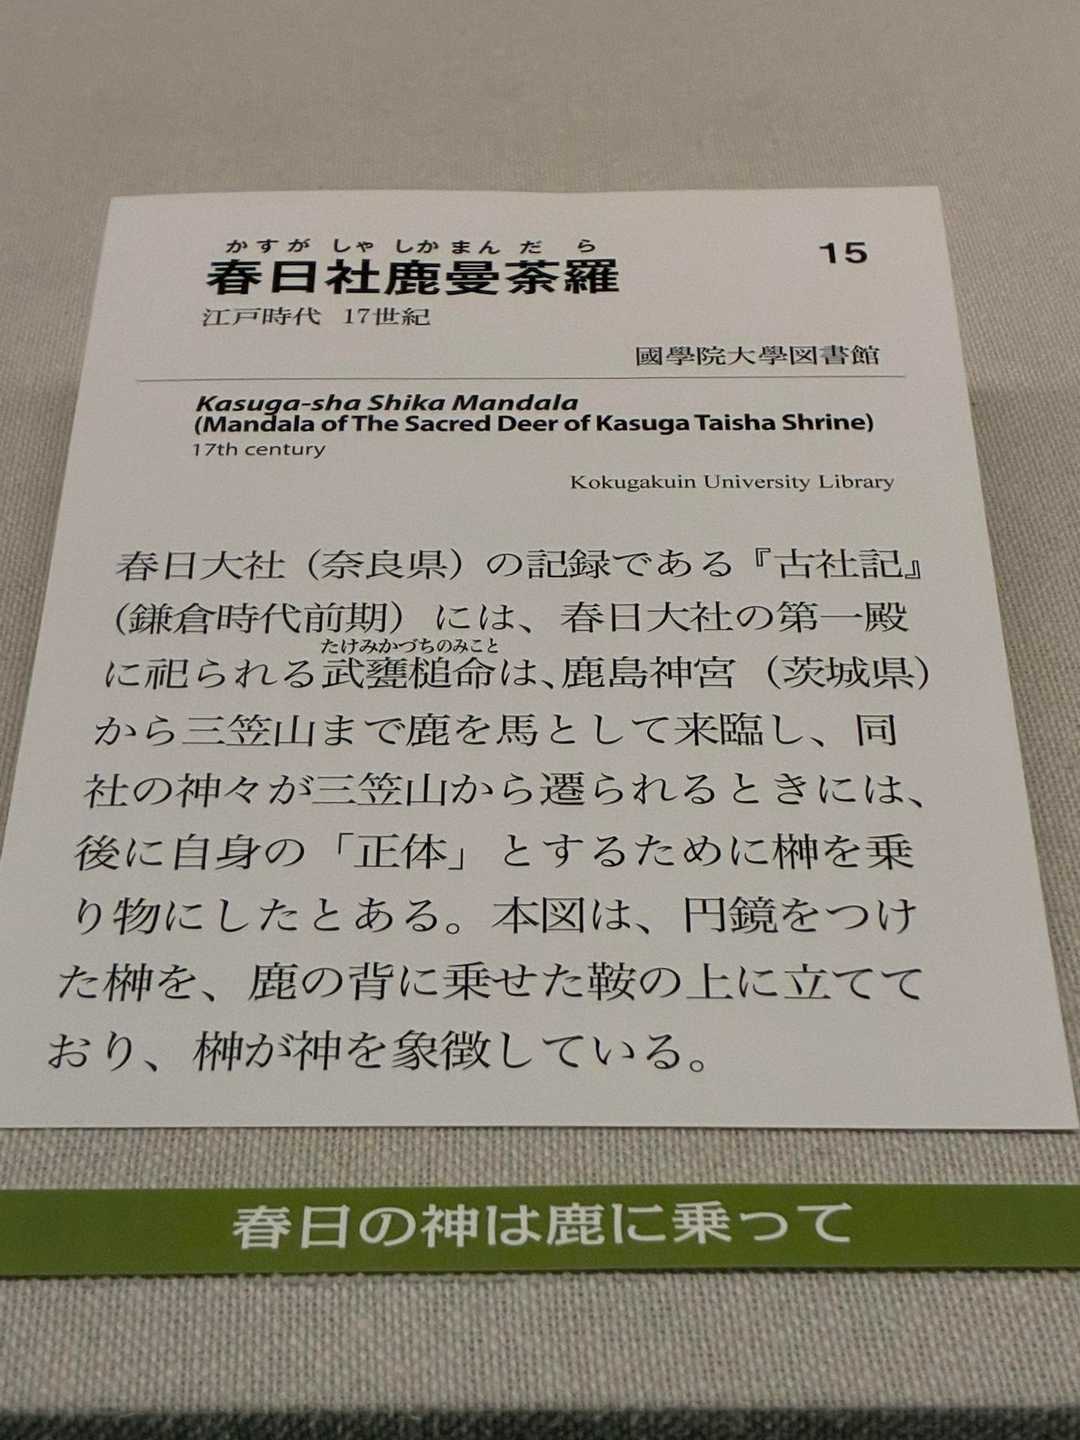 かすが しゃ しか まん だ ら
春日社鹿曼荼羅
15
江戸時代 17世紀
國學院大學図書館
Kasuga-sha Shika Mandala
(Mandala of The Sacred Deer of Kasuga Taisha Shrine)
17th century
Kokugakuin University Library
春日大社（奈良県）の記録である『古社記』
（鎌倉時代前期）には、春日大社の第一殿
たけみかづちのみこと
に祀られる武甕槌命は、鹿島神宮（茨城県）
から三笠山まで鹿を馬として来臨し、同
社の神々が三笠山から遷られるときには、
後に自身の「正体」とするために榊を乗
り物にしたとある。本図は、円鏡をつけ
た榊を、鹿の背に乗せた鞍の上に立てて
おり、榊が神を象徴している。
春日の神は鹿に乗って